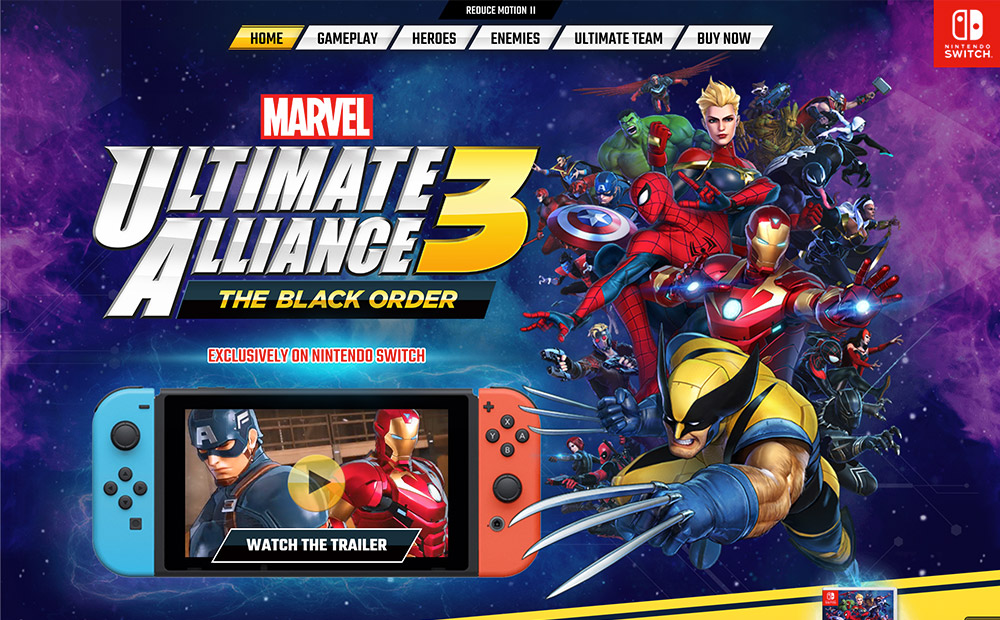 REDUCE MOTION II
HOME GAMEPLAY HEROES ENEMIES ULTIMATE TEAM BUY NOW
NINTENDO
SWITCH
MARVEL
ULTIMATE
ALLIANCE 3
THE BLACK ORDER
EXCLUSIVELY ON NINTENDO SWITCH
X
Y A
B
A
WATCH THE TRAILER